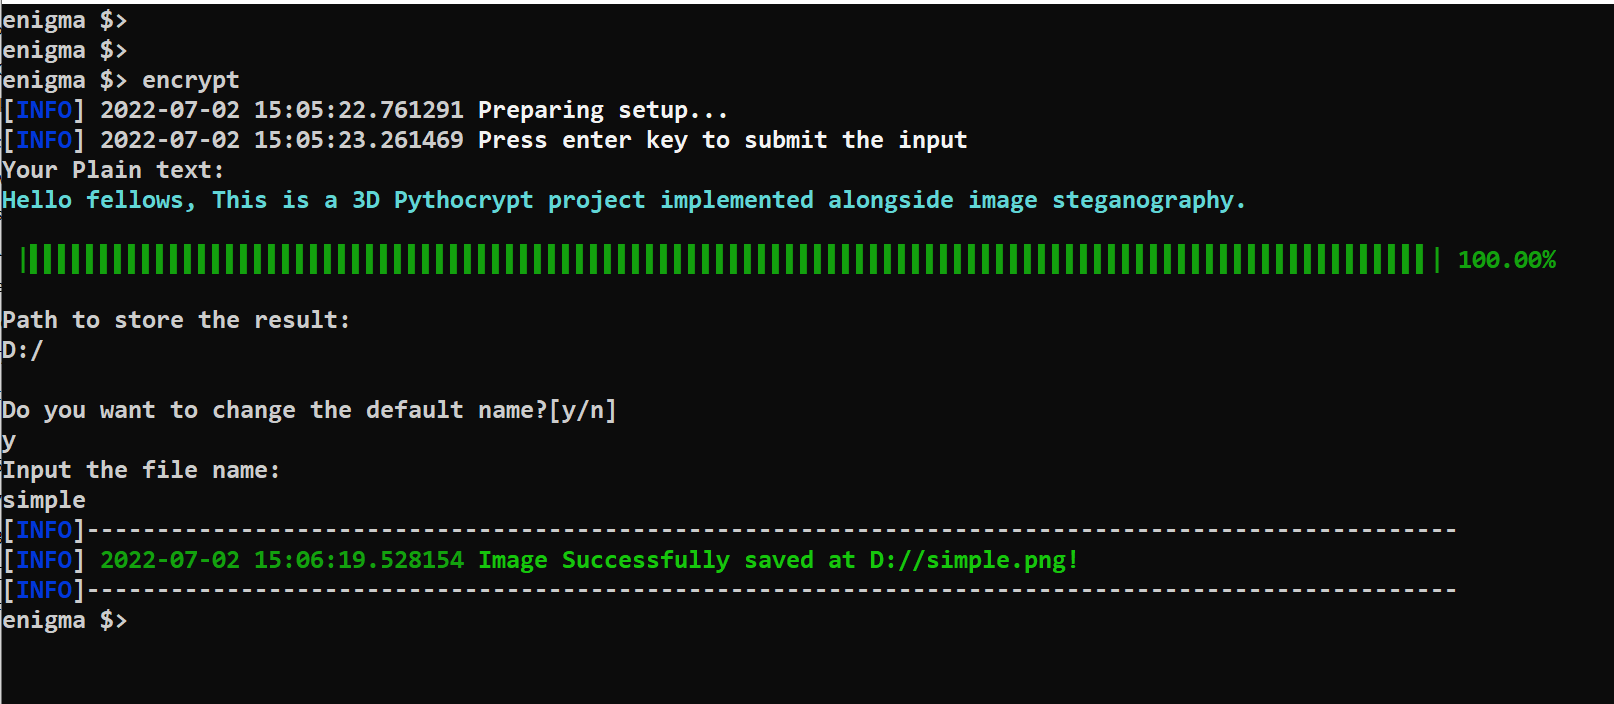 enigma $>
enigma $>
enigma $> encrypt
[INFO] 2022-07-02 15:05:22.761291 Preparing setup...
[INFO] 2022-07-02 15:05:23.261469 Press enter key to submit the input
Your Plain text:
Hello fellows, This is a 3D Pythocrypt project implemented alongside image steganography.
100.00%
Path to store the result:
D:/
Do you want to change the default name?[y/n]
y
Input the file name:
simple
[INFO]--------------------------------------------------------------------------------------------------
[INFO] 2022-07-02 15:06:19.528154 Image Successfully saved at D://simple.png!
[INFO]--------------------------------------------------------------------------------------------------
enigma $>